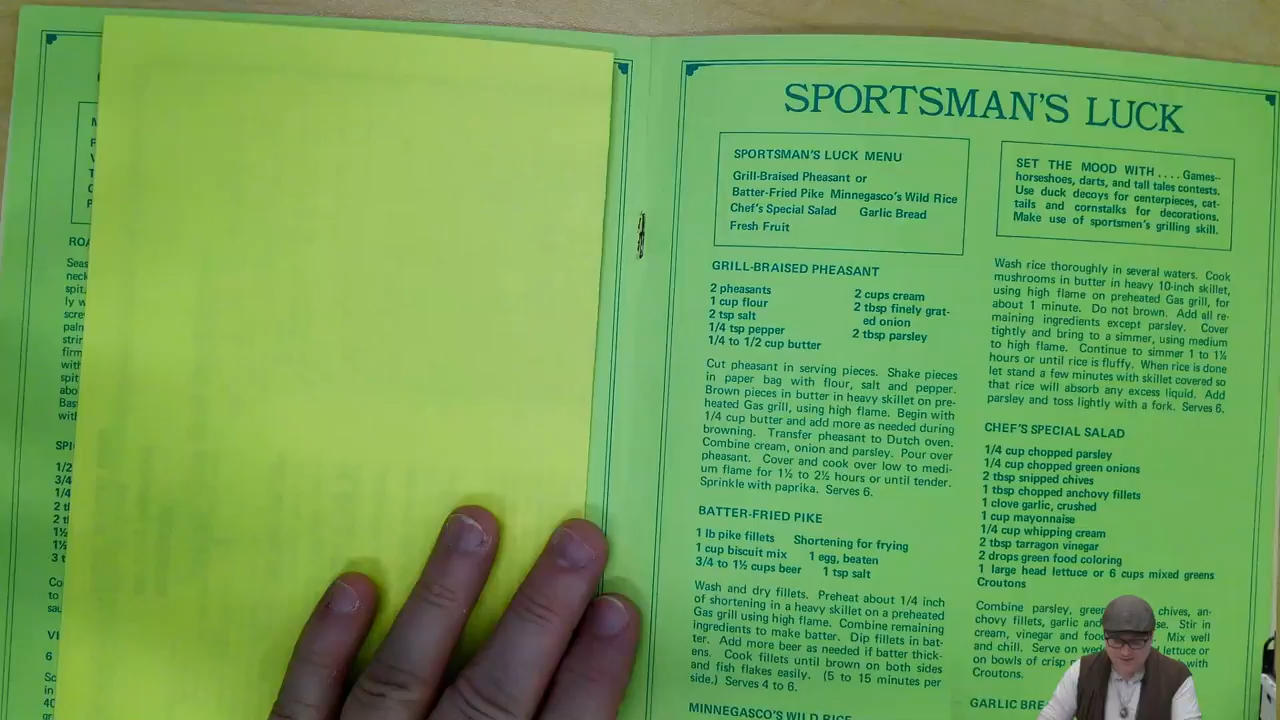 SPORTSMAN'S LUCK
SPORTSMAN'S LUCK MENU
Grill-Braised Pheasant or
Batter-Fried Pike Minnegasco's Wild Rice
Chef's Special Salad Garlic Bread
Fresh Fruit
SET THE MOOD WITH .... Games--
horseshoes, darts, and tall tales contests.
Use duck decoys for centerpieces, cat-
tails and cornstalks for decorations.
Make use of sportsmen's grilling skill.
GRILL-BRAISED PHEASANT
2 pheasants
1 cup flour
2 tsp salt
1/4 tsp pepper
1/4 to 1/2 cup butter
2 cups cream
2 tbsp finely grat-
ed onion
2 tbsp parsley
Cut pheasant in serving pieces. Shake pieces
in paper bag with flour, salt and pepper.
Brown pieces in butter in heavy skillet on pre-
heated Gas grill, using high flame. Begin with
1/4 cup butter and add more as needed during
browning. Transfer pheasant to Dutch oven.
Combine cream, onion and parsley. Pour over
pheasant. Cover and cook over low to medi-
um flame for 1½ to 2½ hours or until tender.
Sprinkle with paprika. Serves 6.
BATTER-FRIED PIKE
1 lb pike fillets Shortening for frying
1 cup biscuit mix 1 egg, beaten
3/4 to 1½ cups beer 1 tsp salt
Wash and dry fillets. Preheat about 1/4 inch
of shortening in a heavy skillet on a preheated
Gas grill using high flame. Combine remaining
ingredients to make batter. Dip fillets in bat-
ter. Add more beer as needed if batter thick-
ens. Cook fillets until brown on both sides
and fish flakes easily. (5 to 15 minutes per
side.) Serves 4 to 6.
MINNEGASCO'S WILD RICE
Wash rice thoroughly in several waters. Cook
mushrooms in butter in heavy 10-inch skillet,
using high flame on preheated Gas grill, for
about 1 minute. Do not brown. Add all re-
maining ingredients except parsley. Cover
tightly and bring to a simmer, using medium
to high flame. Continue to simmer 1 to 1¼
hours or until rice is fluffy. When rice is done
let stand a few minutes with skillet covered so
that rice will absorb any excess liquid. Add
parsley and toss lightly with a fork. Serves 6.
CHEF'S SPECIAL SALAD
1/4 cup chopped parsley
1/4 cup chopped green onions
2 tbsp snipped chives
1 tbsp chopped anchovy fillets
1 clove garlic, crushed
1 cup mayonnaise
1/4 cup whipping cream
2 tbsp tarragon vinegar
2 drops green food coloring
1 large head lettuce or 6 cups mixed greens
Croutons
Combine parsley, green chives, an-
chovy fillets, garlic and Stir in
cream, vinegar and food Mix well
and chill. Serve on lettuce or
on bowls of crisp with
Croutons.
GARLIC